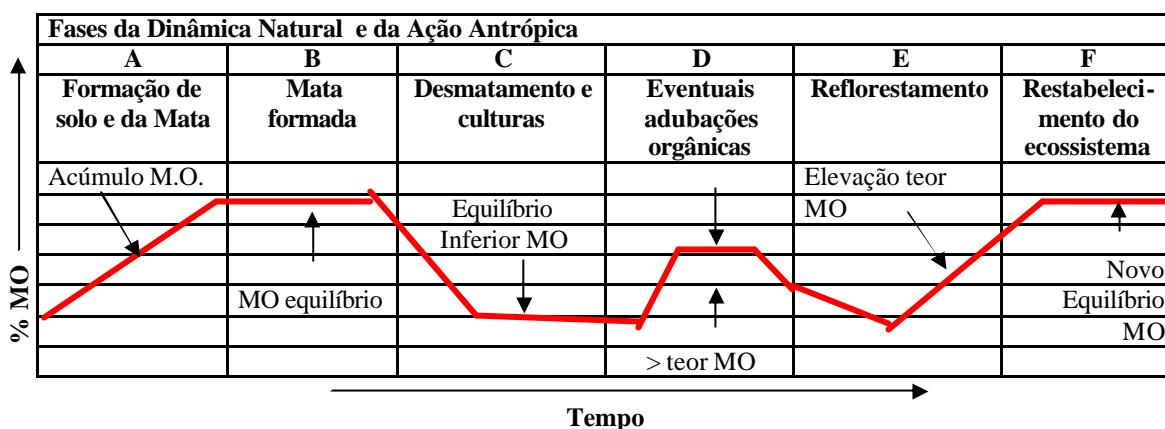 Fases da Dinâmica Natural e da Ação Antrópica
A B C D E F
Formação de solo e da Mata
Mata formada
Desmatamento e culturas
Eventuais adubações orgânicas
Reflorestamento
Restabeleci-
mento do
ecossistema
Acúmulo M.O.
MO equilíbrio
Equilíbrio
Inferior MO
> teor MO
Elevação teor
MO
Novo
Equilíbrio
MO
% MO
Tempo